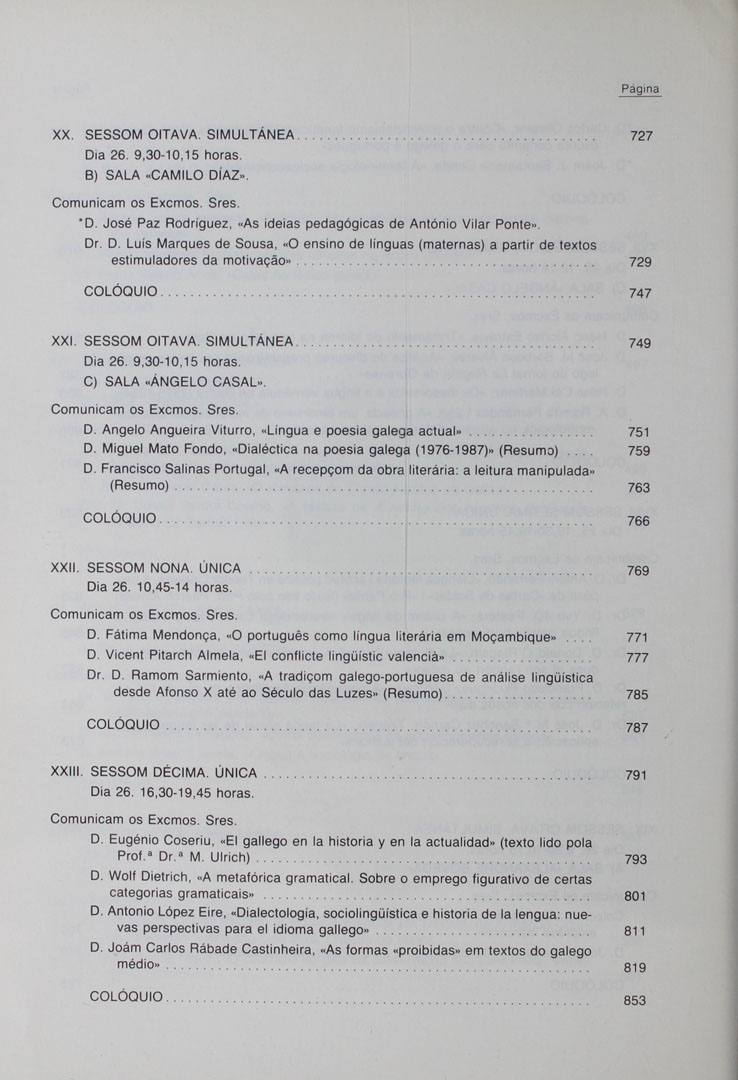 Página
XX. SESSOM OITAVA. SIMULTÁNEA. . . . . . . . . . . . . . . . . . . . . . . . . . . . . . . . . . . . . . . 727
Dia 26. 9,30-10,15 horas.
B) SALA «CAMILO DÍAZ».
Comunicam os Excmos. Sres.
*D. José Paz Rodríguez, «As ideias pedagógicas de António Vilar Ponte».
Dr. D. Luís Marques de Sousa, «O ensino de línguas (maternas) a partir de textos
estimuladores da motivação» . . . . . . . . . . . . . . . . . . . . . . . . . . . . . . . . . . . . . . . 729
COLÓQUIO . . . . . . . . . . . . . . . . . . . . . . . . . . . . . . . . . . . . . . . 747
XXI. SESSOM OITAVA. SIMULTÁNEA. . . . . . . . . . . . . . . . . . . . . . . . . . . . . . . . . . . . . . . 749
Dia 26. 9,30-10,15 horas.
C) SALA «ÁNGELO CASAL».
Comunicam os Excmos. Sres.
D. Angelo Angueira Viturro, «Língua e poesia galega actual» . . . . . . . . . . . . . . . . . 751
D. Miguel Mato Fondo, «Dialéctica na poesia galega (1976-1987)» (Resumo) . . . . 759
D. Francisco Salinas Portugal, «A recepçom da obra literária: a leitura manipulada»
(Resumo) . . . . . . . . . . . . . . . . . . . . . . . . . . . . . . . . . . . . . . . 763
COLÓQUIO . . . . . . . . . . . . . . . . . . . . . . . . . . . . . . . . . . . . . . . 766
XXII. SESSOM NONA. ÚNICA . . . . . . . . . . . . . . . . . . . . . . . . . . . . . . . . . . . . . . . 769
Dia 26. 10,45-14 horas.
Comunicam os Excmos. Sres.
D. Fátima Mendonça, «O português como língua literária em Moçambique» . . . . 771
D. Vicent Pitarch Almela, «El conflicte lingüístic valencià» . . . . . . . . . . . . . . . . . . . 777
Dr. D. Ramom Sarmiento, «A tradiçom galego-portuguesa de análise lingüística
desde Afonso X até ao Século das Luzes» (Resumo) . . . . . . . . . . . . . . . . . . . . 785
COLÓQUIO . . . . . . . . . . . . . . . . . . . . . . . . . . . . . . . . . . . . . . . 787
XXIII. SESSOM DÉCIMA. ÚNICA . . . . . . . . . . . . . . . . . . . . . . . . . . . . . . . . . . . . . . . 791
Dia 26. 16,30-19,45 horas.
Comunicam os Excmos. Sres.
D. Eugénio Coseriu, «El gallego en la historia y en la actualidad» (texto lido pola
Prof.ª Dr.ª M. Ulrich) . . . . . . . . . . . . . . . . . . . . . . . . . . . . . . . . . . . . . . . 793
D. Wolf Dietrich, «A metafórica gramatical. Sobre o emprego figurativo de certas
categorias gramaticais» . . . . . . . . . . . . . . . . . . . . . . . . . . . . . . . . . . . . . . . 801
D. Antonio López Eire, «Dialectología, sociolingüística e historia de la lengua: nue-
vas perspectivas para el idioma gallego» . . . . . . . . . . . . . . . . . . . . . . . . . . . . . 811
D. Joám Carlos Rábade Castinheira, «As formas «proibidas» em textos do galego
médio» . . . . . . . . . . . . . . . . . . . . . . . . . . . . . . . . . . . . . . . 819
COLÓQUIO . . . . . . . . . . . . . . . . . . . . . . . . . . . . . . . . . . . . . . . 853